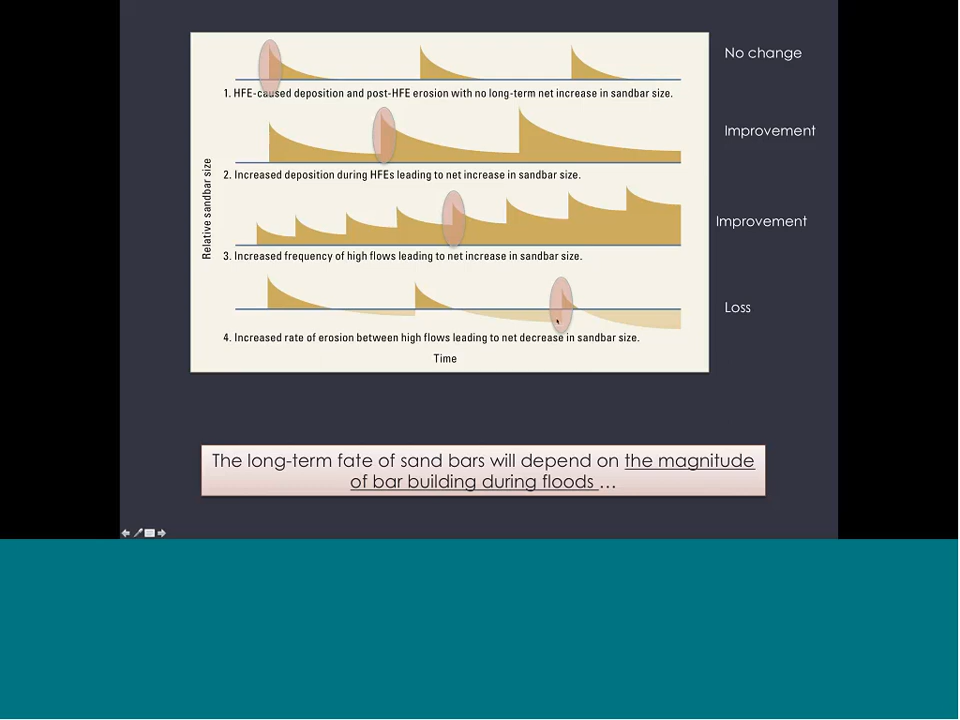 No change
1. HFE-caused deposition and post-HFE erosion with no long-term net increase in sandbar size.
Improvement
2. Increased deposition during HFEs leading to net increase in sandbar size.
Relative sandbar size
Improvement
3. Increased frequency of high flows leading to net increase in sandbar size.
Loss
4. Increased rate of erosion between high flows leading to net decrease in sandbar size.
Time
The long-term fate of sand bars will depend on the magnitude
of bar building during floods ...